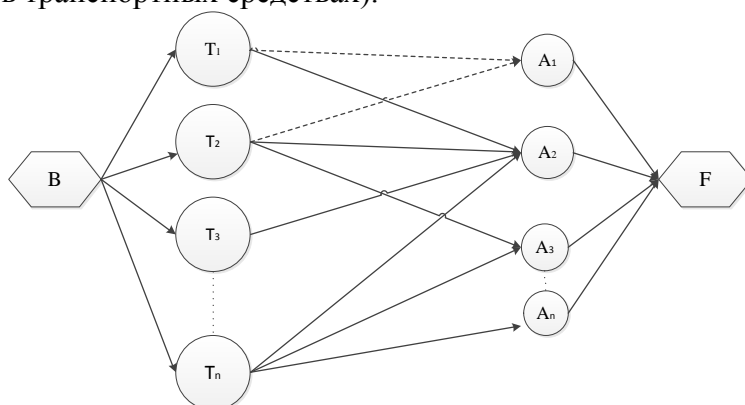 в транспортных средствах).
T1
A1
T2
A2
B
F
T3
A3
An
Tn